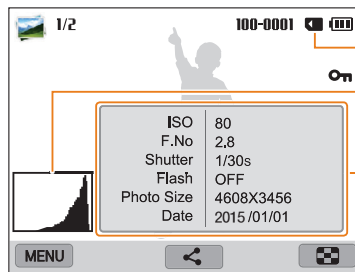 1/2 100-0001
ISO 80
F.No 2.8
Shutter 1/30s
Flash OFF
Photo Size 4608X3456
Date 2015/01/01
MENU